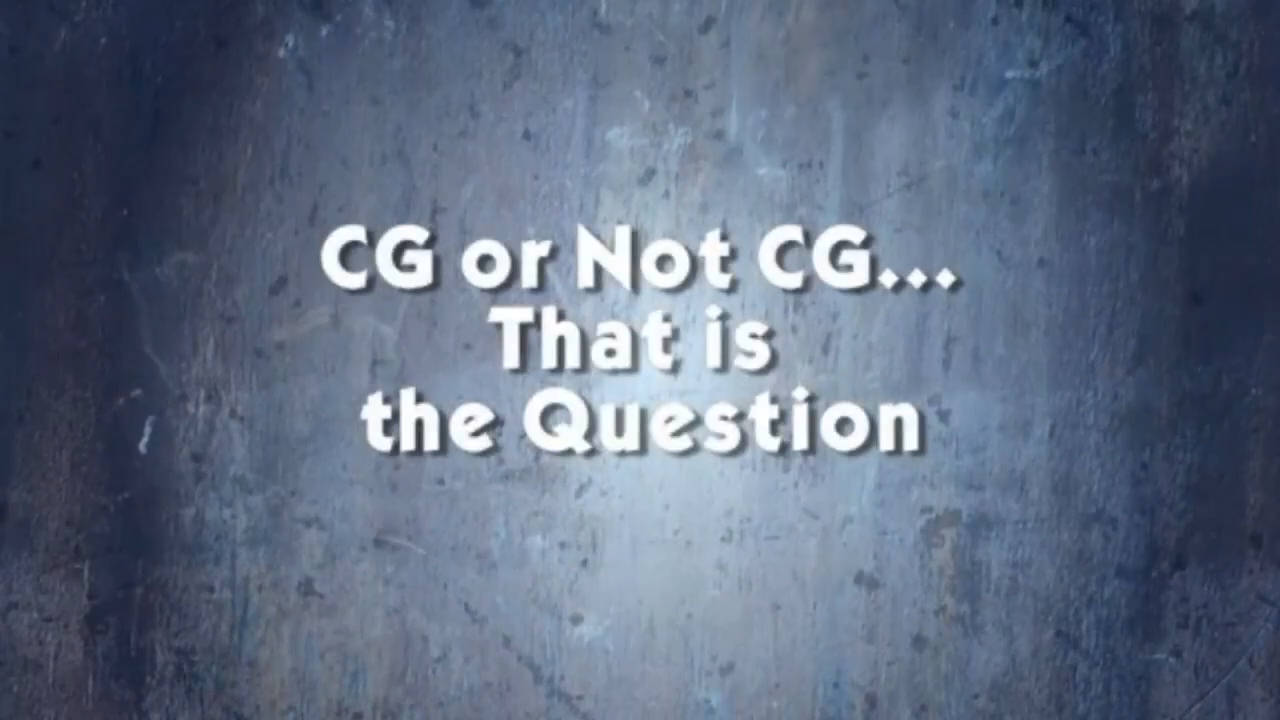 CG or Not CG...
That is
the Question